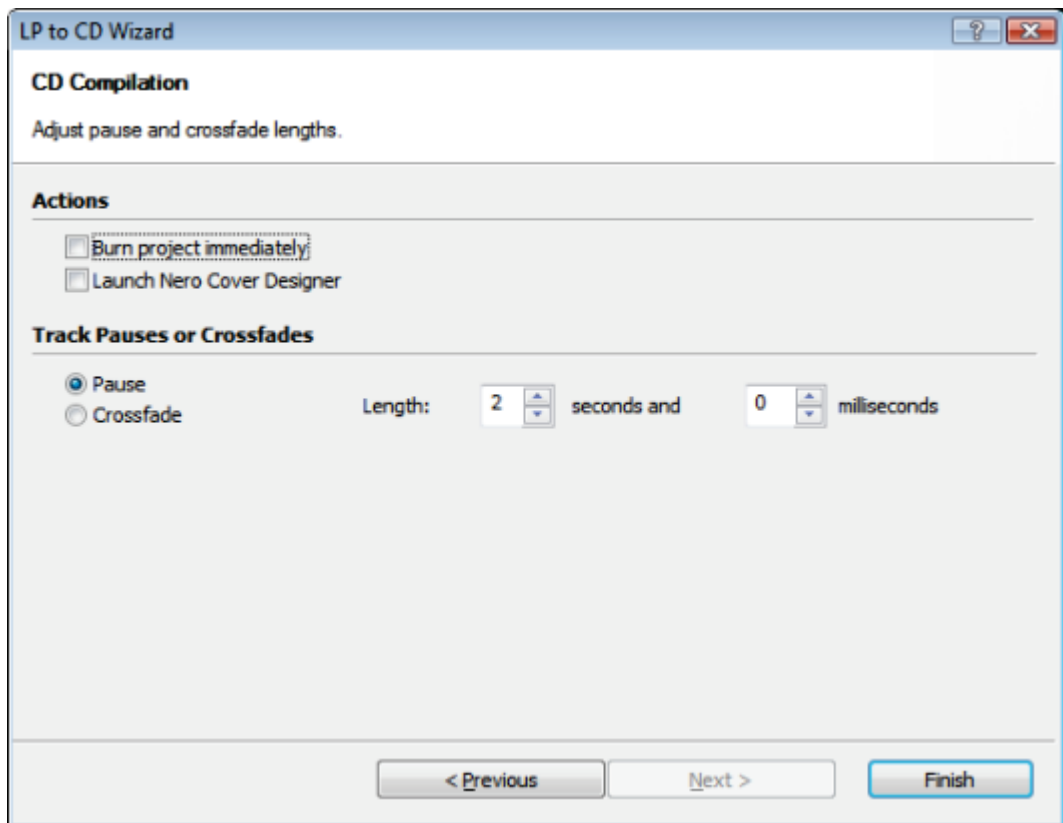 LP to CD Wizard
CD Compilation
Adjust pause and crossfade lengths.
Actions
Burn project immediately
Launch Nero Cover Designer
Track Pauses or Crossfades
Pause
Crossfade
Length: 2 seconds and 0 milliseconds
< Previous Next > Finish